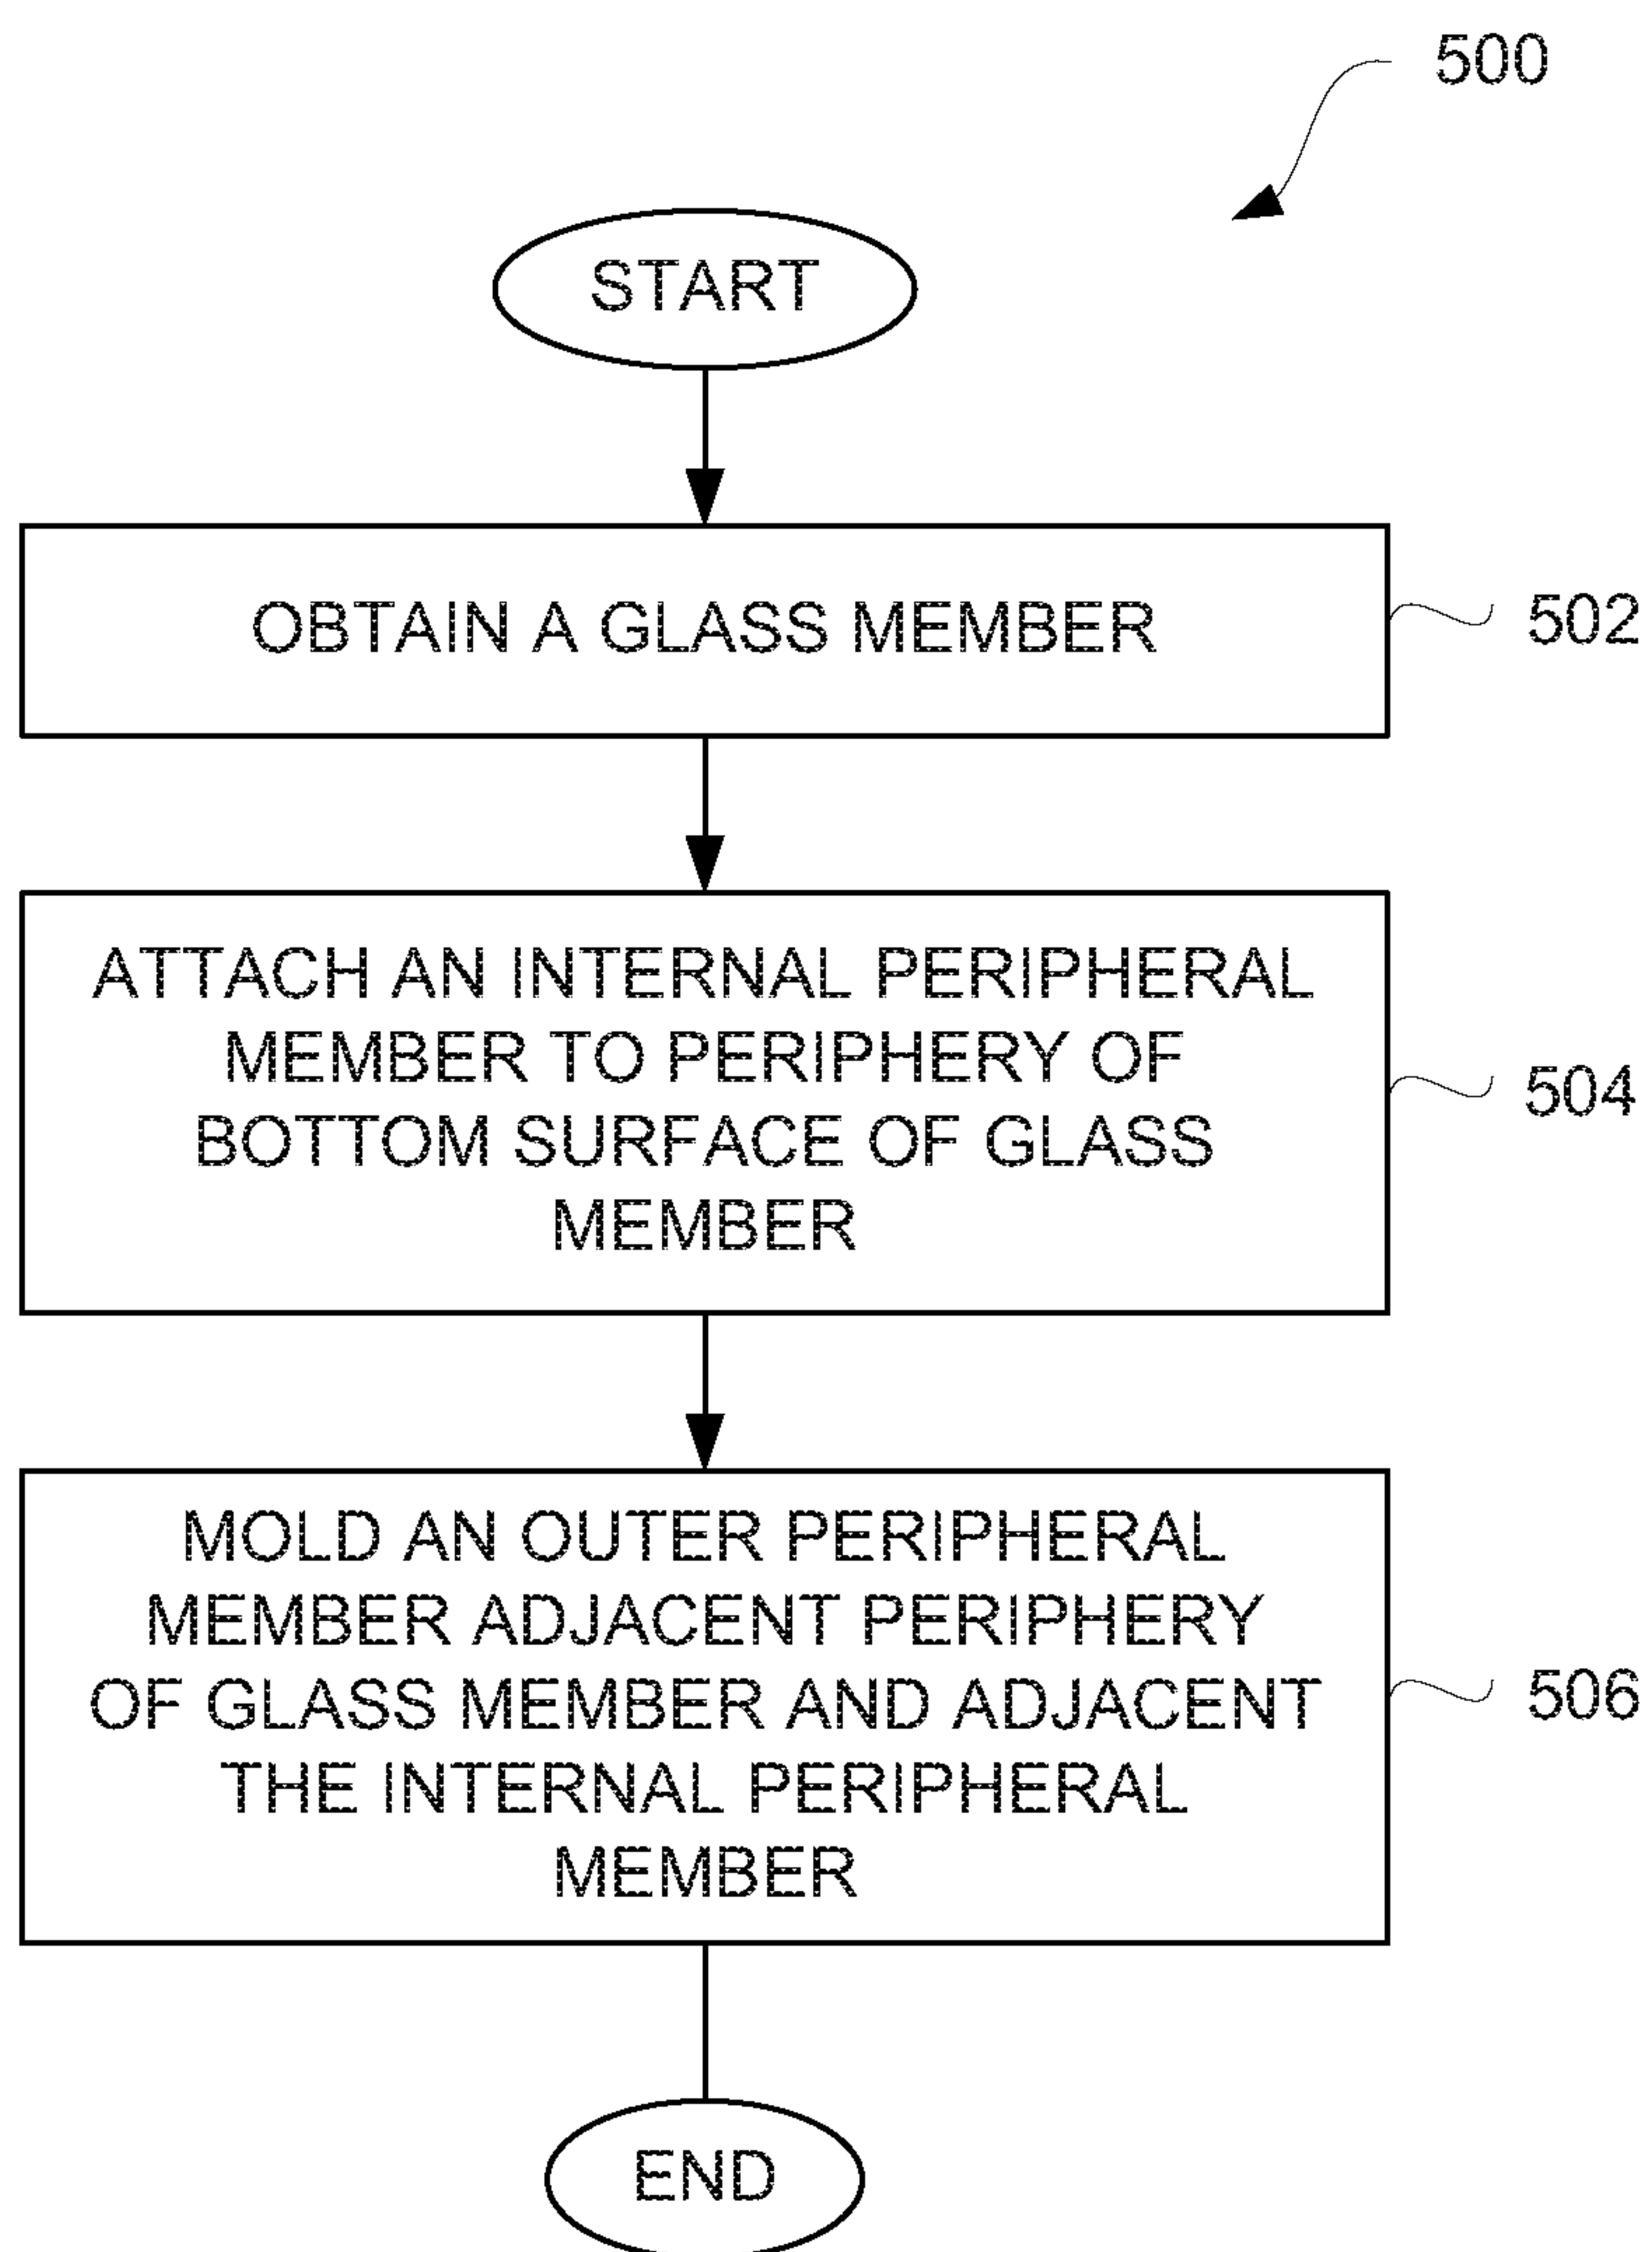 500
START
OBTAIN A GLASS MEMBER
502
ATTACH AN INTERNAL PERIPHERAL
MEMBER TO PERIPHERY OF
BOTTOM SURFACE OF GLASS
MEMBER
504
MOLD AN OUTER PERIPHERAL
MEMBER ADJACENT PERIPHERY
OF GLASS MEMBER AND ADJACENT
THE INTERNAL PERIPHERAL
MEMBER
506
END